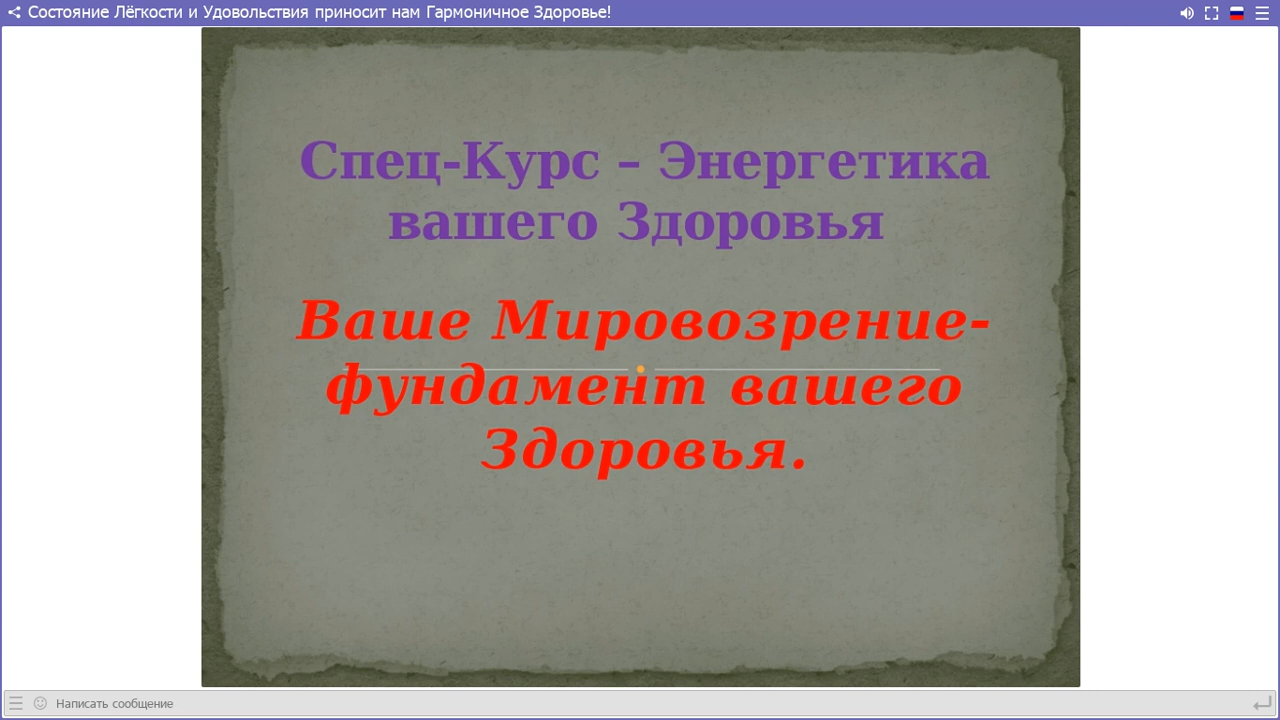 Состояние Лёгкости и Удовольствия приносит нам Гармоничное Здоровье!
Спец-Курс – Энергетика
вашего Здоровья
Ваше Мировозрение-
фундамент вашего
Здоровья.
Написать сообщение